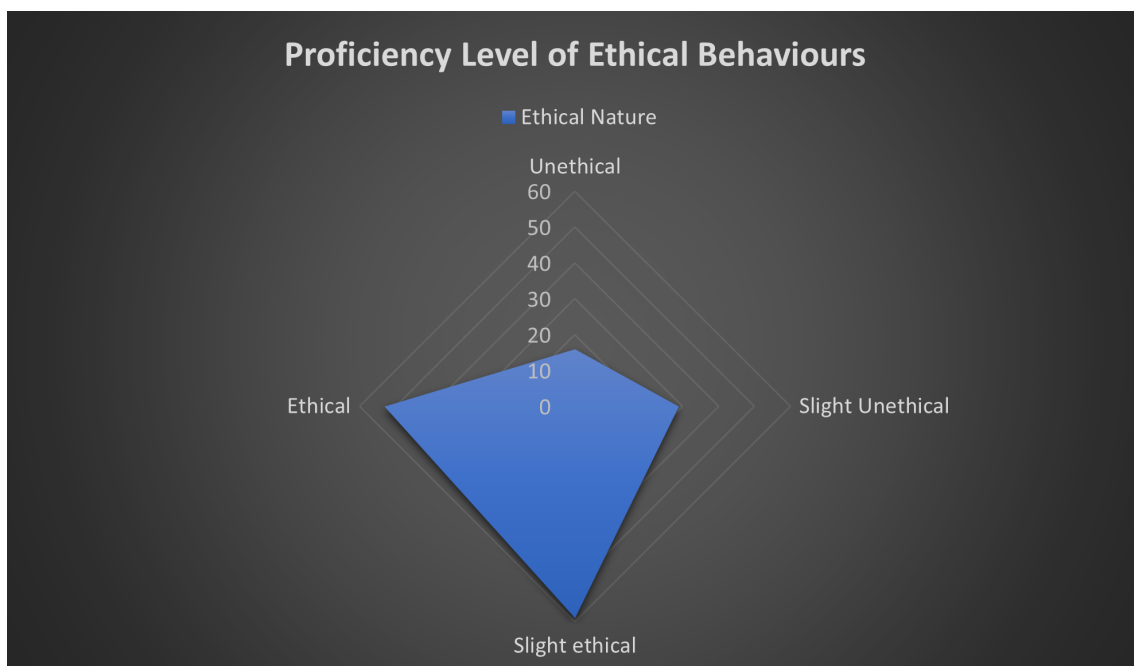 Proficiency Level of Ethical Behaviours
Ethical Nature
Unethical
60
50
40
30
20
10
0
Ethical
Slight Unethical
Slight ethical